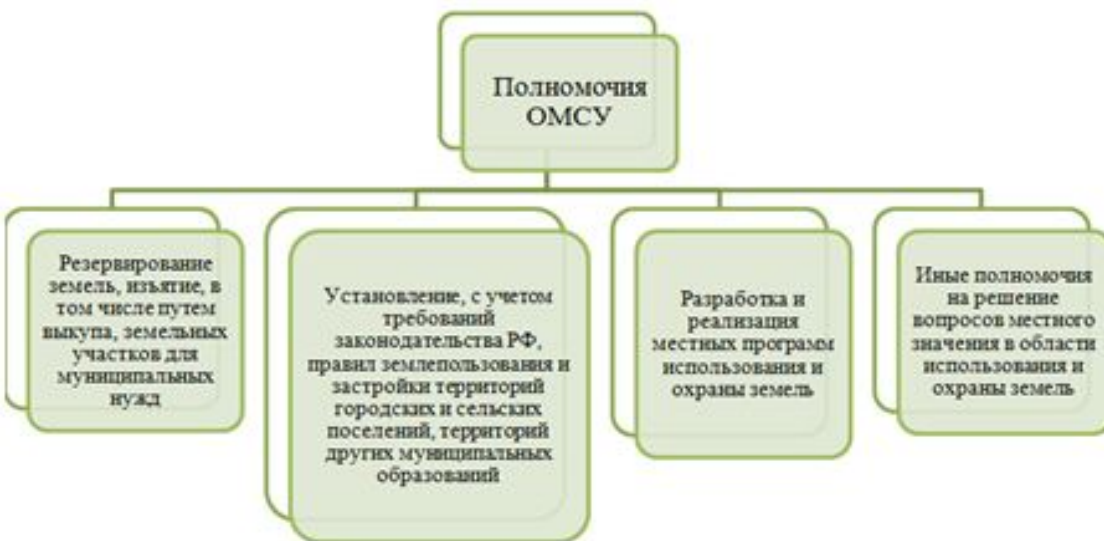 Полномочия
ОМСУ
Резервирование
земель, изъятие, в
том числе путем
выкупа, земельных
участков для
муниципальных
нужд
Установление, с учетом
требований
законодательства РФ,
правил землепользования и
застройки территорий
городских и сельских
поселений, территорий
других муниципальных
образований
Разработка и
реализация
местных программ
использования и
охраны земель
Иные полномочия
на решение
вопросов местного
значения в области
использования и
охраны земель